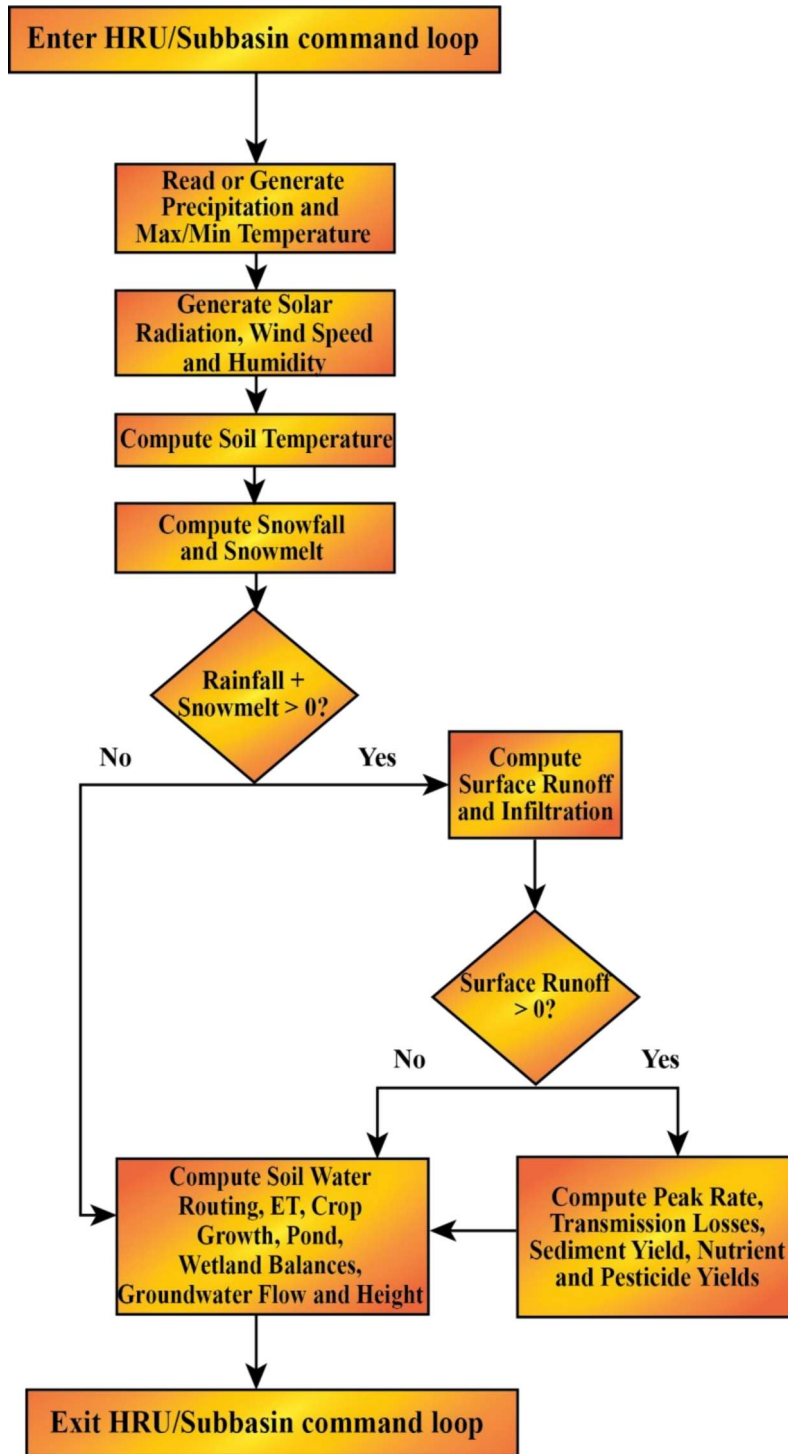 Enter HRU/Subbasin command loop
Read or Generate
Precipitation and
Max/Min Temperature
Generate Solar
Radiation, Wind Speed
and Humidity
Compute Soil Temperature
Compute Snowfall
and Snowmelt
Rainfall +
Snowmelt > 0?
No
Yes
Compute
Surface Runoff
and Infiltration
Surface Runoff
> 0?
No
Yes
Compute Soil Water
Routing, ET, Crop
Growth, Pond,
Wetland Balances,
Groundwater Flow and Height
Compute Peak Rate,
Transmission Losses,
Sediment Yield, Nutrient
and Pesticide Yields
Exit HRU/Subbasin command loop